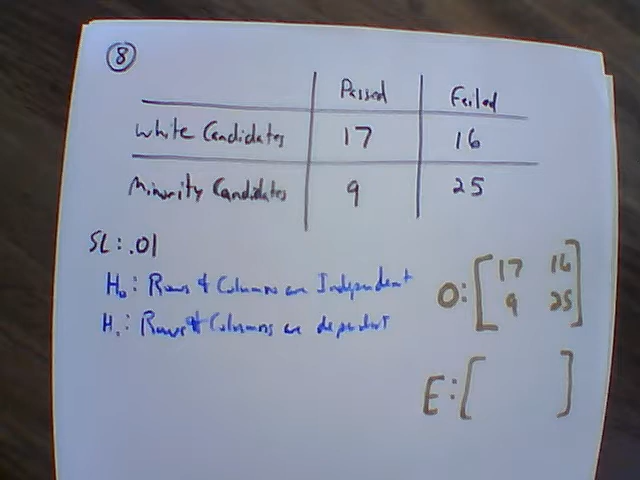 8
Passed Failed
White Candidates 17 16
Minority Candidates 9 25
SL: .01
H₀: Rows & Columns are Independent
H₁: Rows & Columns are dependent
O: [17 16
9 25]
E: [ ]